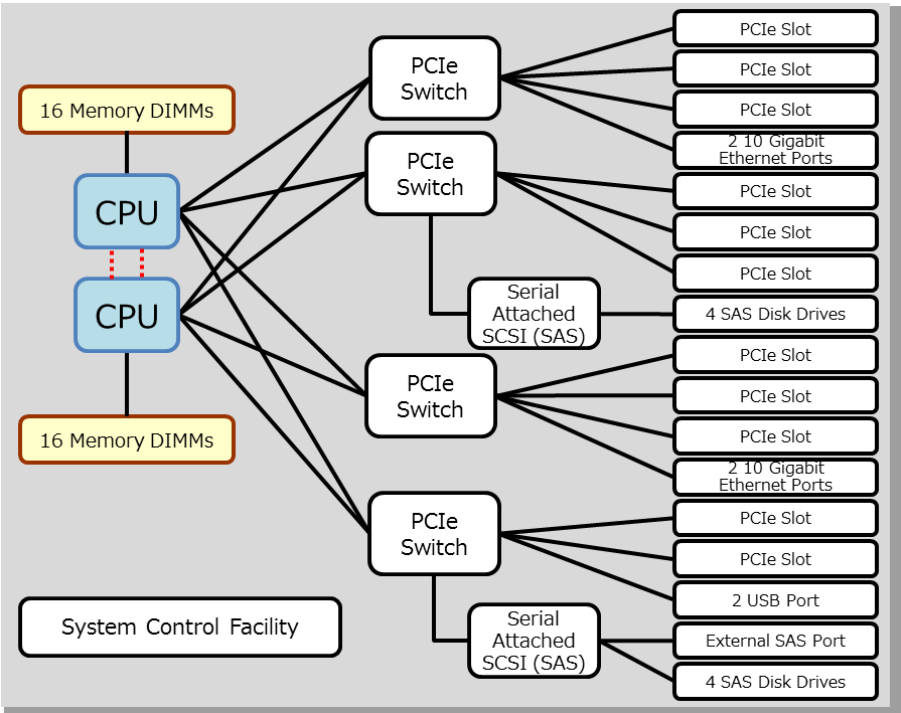 16 Memory DIMMs
CPU
CPU
16 Memory DIMMs
System Control Facility
PCIe
Switch
PCIe
Switch
Serial
Attached
SCSI (SAS)
PCIe
Switch
PCIe
Switch
Serial
Attached
SCSI (SAS)
PCIe Slot
PCIe Slot
PCIe Slot
2 10 Gigabit
Ethernet Ports
PCIe Slot
PCIe Slot
PCIe Slot
4 SAS Disk Drives
PCIe Slot
PCIe Slot
PCIe Slot
2 10 Gigabit
Ethernet Ports
PCIe Slot
PCIe Slot
2 USB Port
External SAS Port
4 SAS Disk Drives